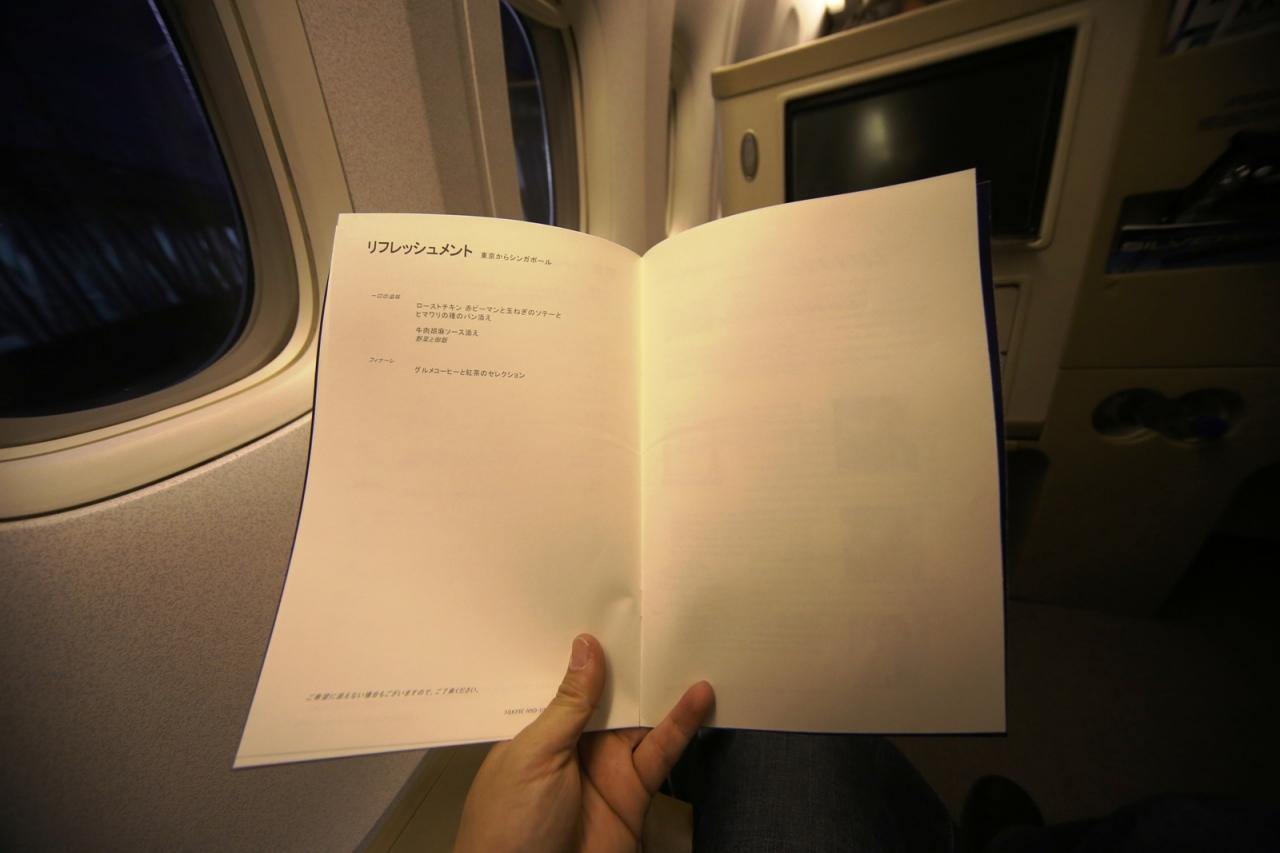 リフレッシュメント 東京からシンガポール
一口の滋味
ローストチキン 赤ピーマンと玉ねぎのソテーと
ヒマワリの種のパン添え
牛肉胡麻ソース添え
野菜と御飯
フィナーレ
グルメコーヒーと紅茶のセレクション
ご希望に添えない場合もございますので、ご了承ください。